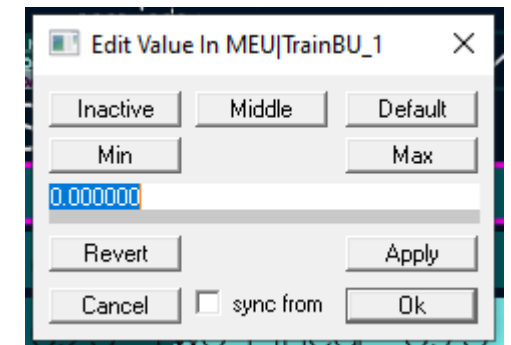 Edit Value In MEU|TrainBU_1
Inactive Middle Default
Min Max
0.000000
Revert Apply
Cancel sync from Ok